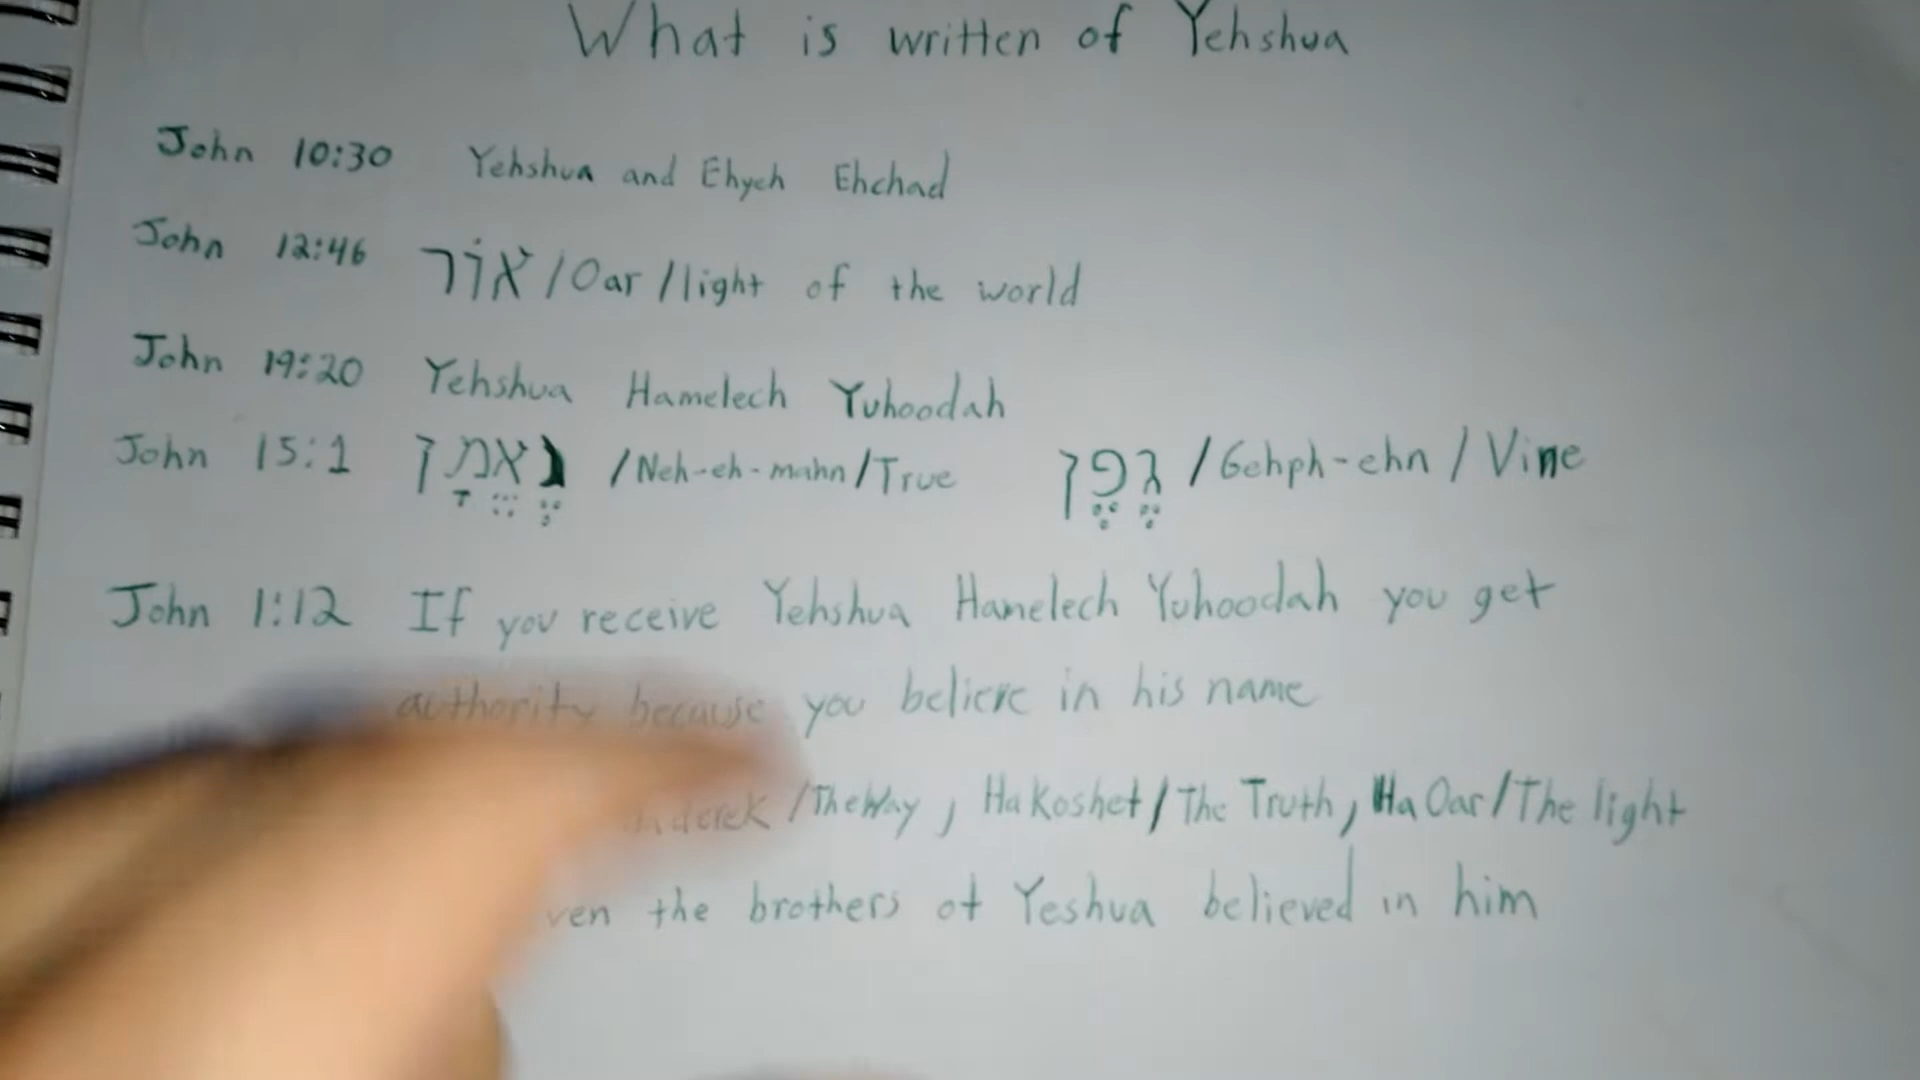 What is written of Yehshua
John 10:30 Yehshua and Ehyeh Ehchad
John 12:46 אוֹר / Oar / light of the world
John 19:20 Yehshua Hamelech Yuhoodah
John 15:1 נֶאֱמָן / Neh-eh-mahn / True גֶפֶן / Gehph-ehn / Vine
John 1:12 If you receive Yehshua Hamelech Yuhoodah you get
authority because you believe in his name
/ The Way, Ha Koshet / The Truth, Ha Oar / The light
the brothers of Yeshua believed in him